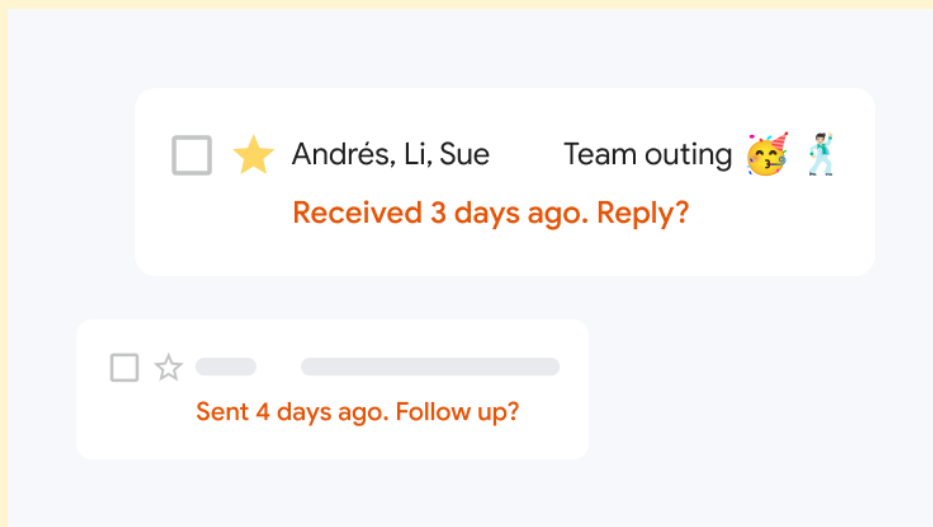 Andrés, Li, Sue Team outing 🥳 🕺🏻
Received 3 days ago. Reply?
Sent 4 days ago. Follow up?